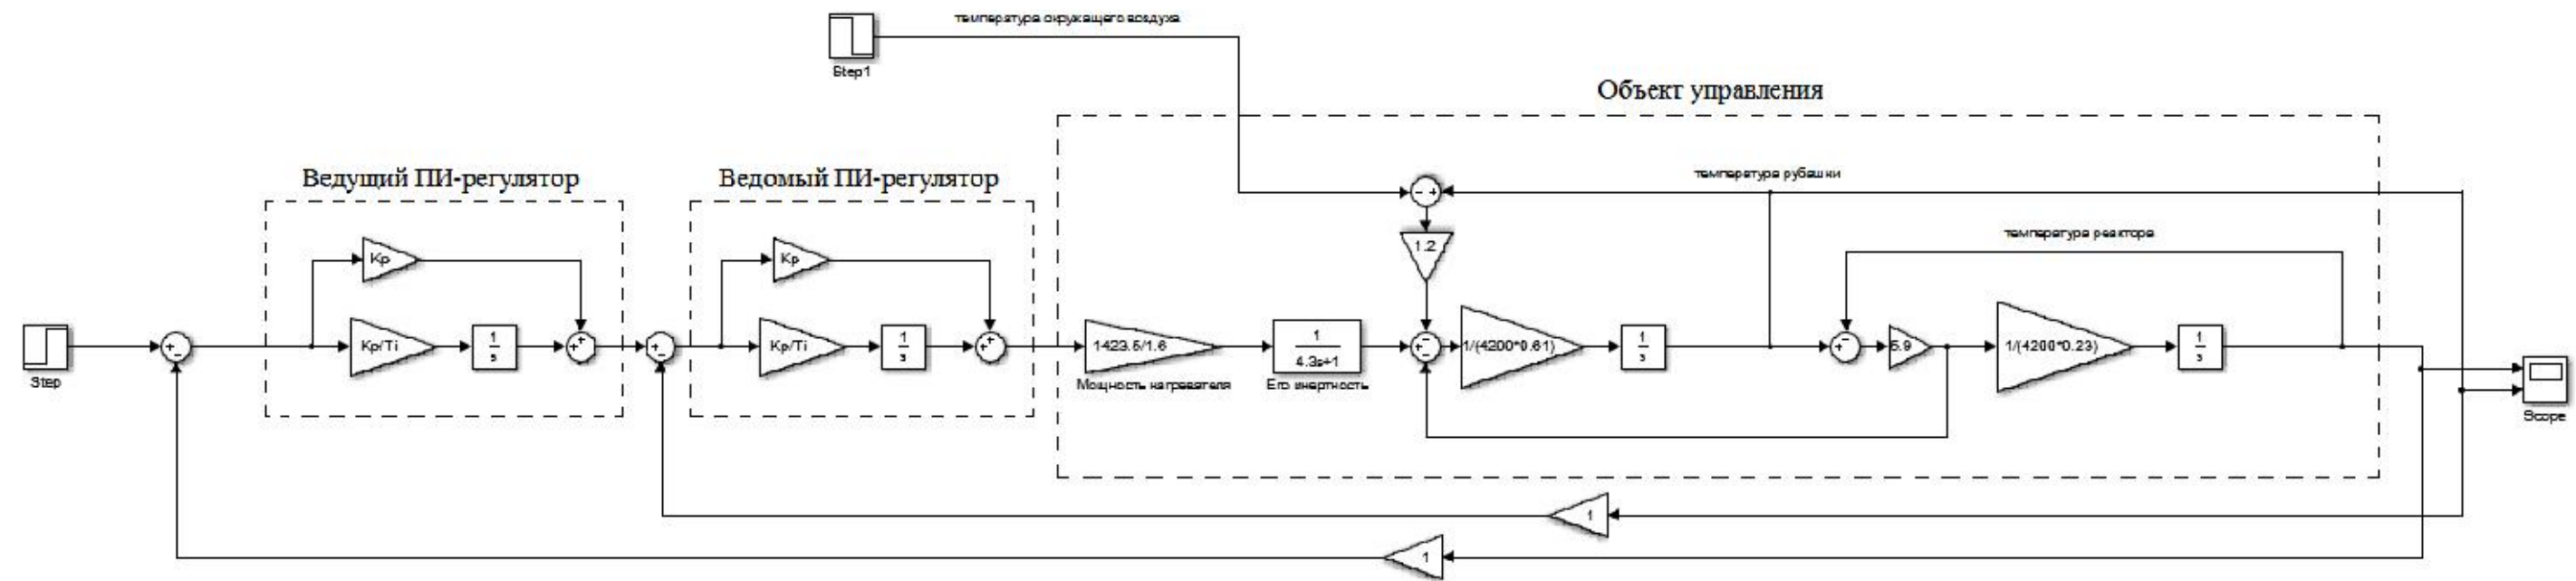 температура окружащего воздуха
Step1
Объект управления
Ведущий ПИ-регулятор
Ведомый ПИ-регулятор
температура рубашки
температура реактора
1.2
Kp
Kp
Step
Kp/Ti
1
s
Kp/Ti
1
s
1423.5/1.6
Мощность нагревателя
1
4.3s+1
Его инертность
1/(4200*0.61)
1
s
5.9
1/(4200*0.23)
1
s
Scope
1
1